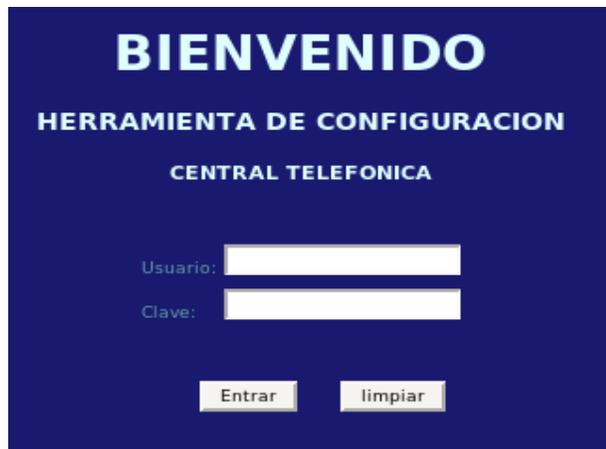 BIENVENIDO
HERRAMIENTA DE CONFIGURACION
CENTRAL TELEFONICA
Usuario:
Clave:
Entrar limpiar